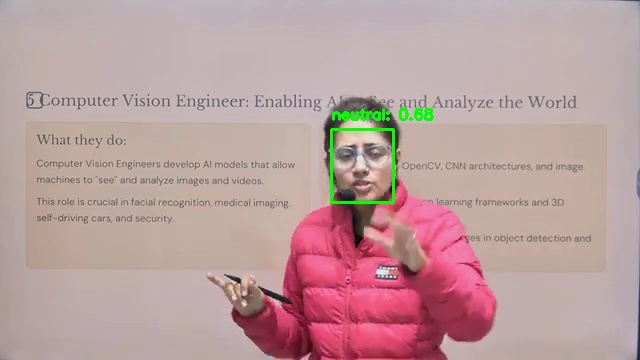 neutral: 0.68
5 Computer Vision Engineer: Enabling AI See and Analyze the World
What they do:
Computer Vision Engineers develop AI models that allow
machines to "see" and analyze images and videos.
This role is crucial in facial recognition, medical imaging,
self-driving cars, and security.
OpenCV, CNN architectures, and image
learning frameworks and 3D
in object detection and
TOMMY
JEANS